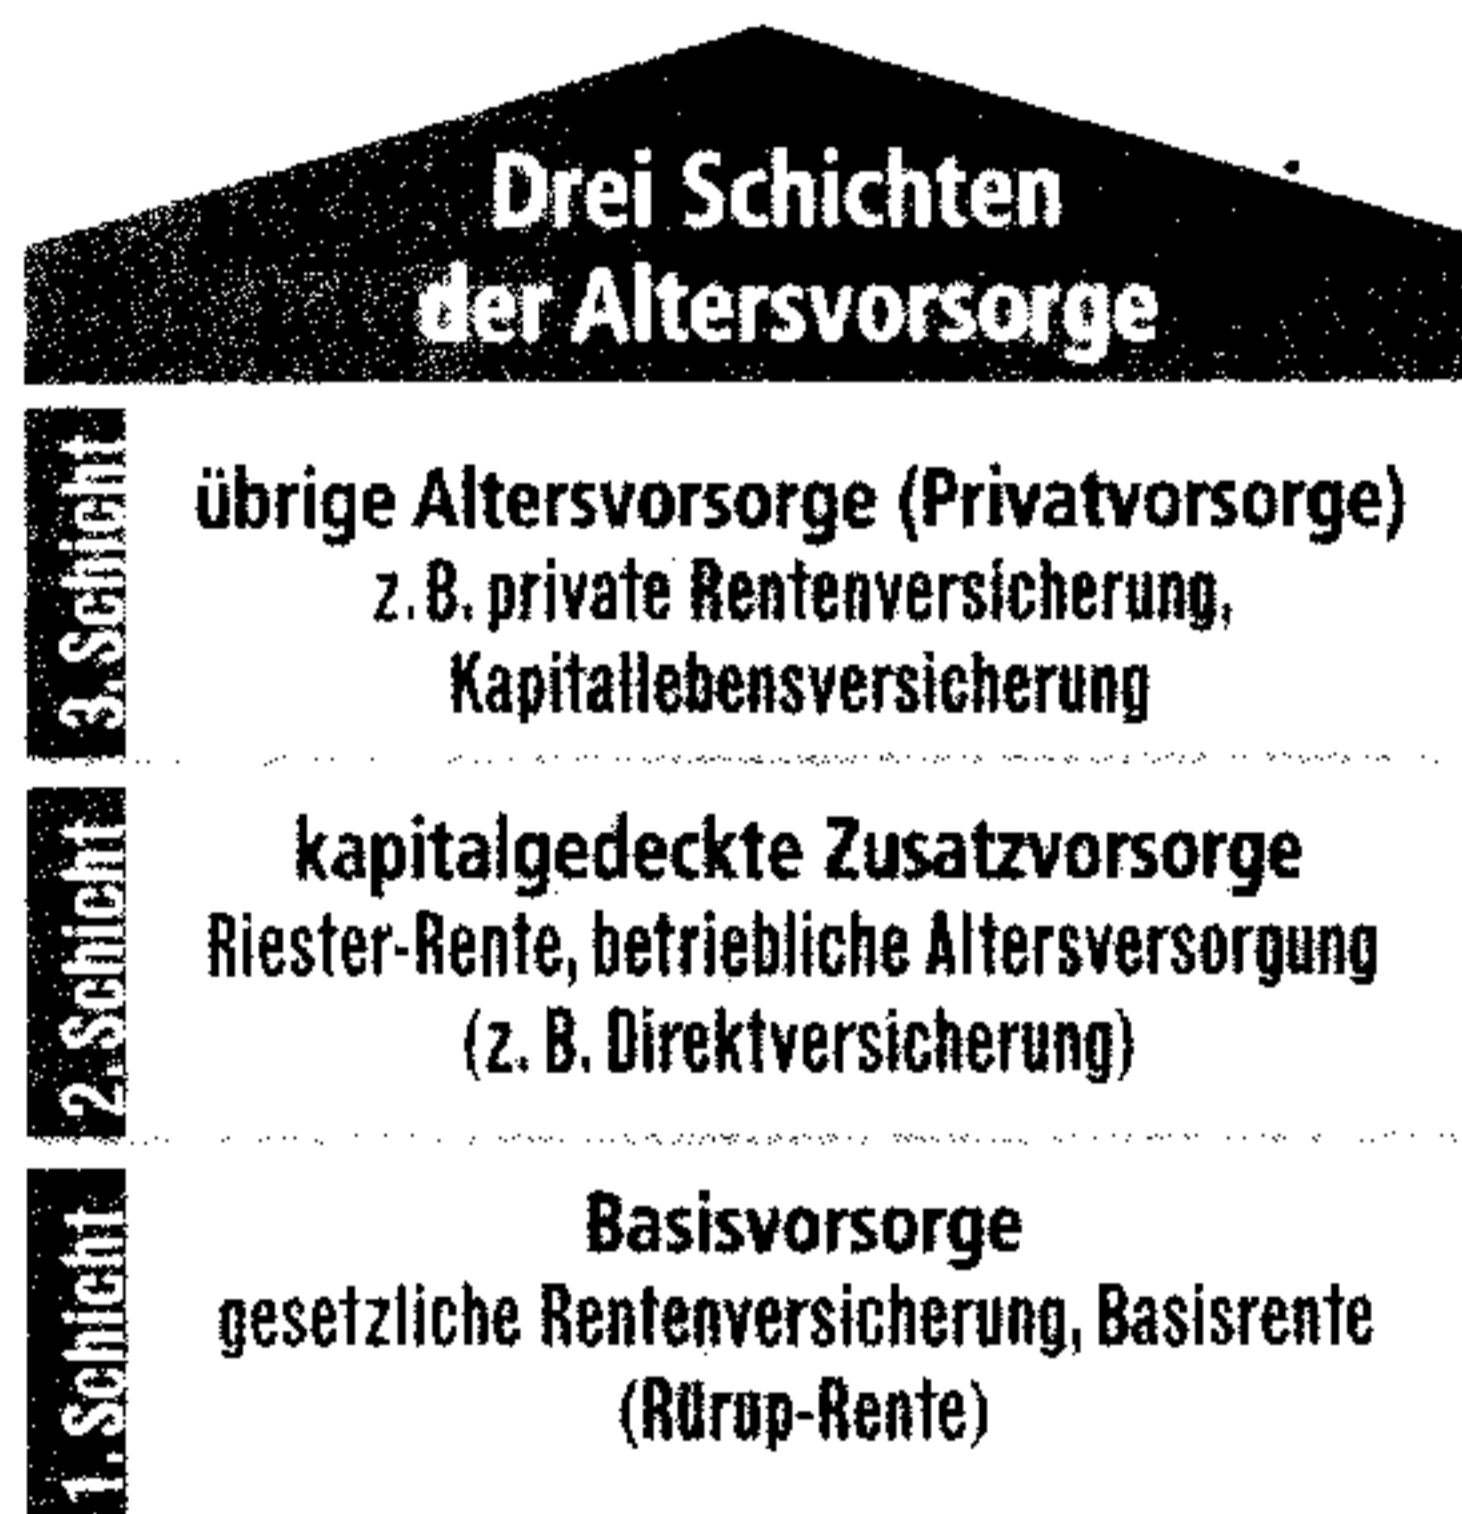 Drei Schichten
der Altersvorsorge
3. Schicht
übrige Altersvorsorge (Privatvorsorge)
z. B. private Rentenversicherung,
Kapitallebensversicherung
2. Schicht
kapitalgedeckte Zusatzvorsorge
Riester-Rente, betriebliche Altersversorgung
(z. B. Direktversicherung)
1. Schicht
Basisvorsorge
gesetzliche Rentenversicherung, Basisrente
(Rürup-Rente)